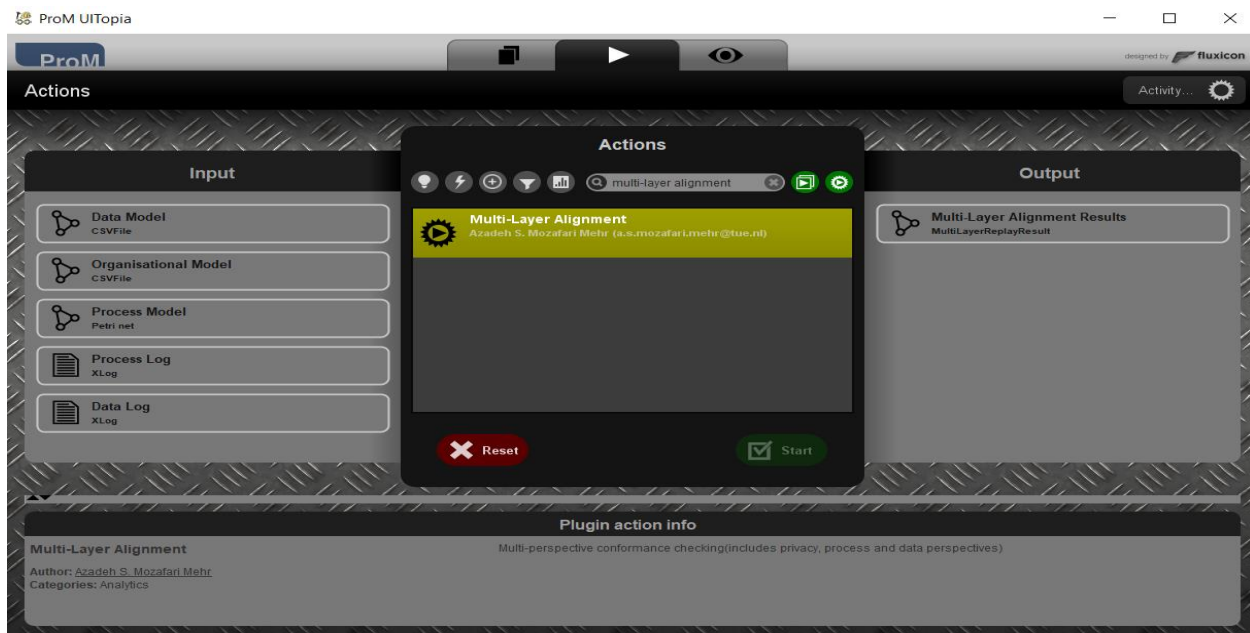 ProM UITopia
ProM
designed by fluxicon
Actions
Activity...
Input
Data Model
CSVFile
Organisational Model
CSVFile
Process Model
Petri net
Process Log
XLog
Data Log
XLog
Actions
multi-layer alignment
Multi-Layer Alignment
Azadeh S. Mozafari Mehr (a.s.mozafari.mehr@tue.nl)
Reset
Start
Output
Multi-Layer Alignment Results
MultiLayerReplayResult
Plugin action info
Multi-Layer Alignment
Author: Azadeh S. Mozafari Mehr
Categories: Analytics
Multi-perspective conformance checking(includes privacy, process and data perspectives)